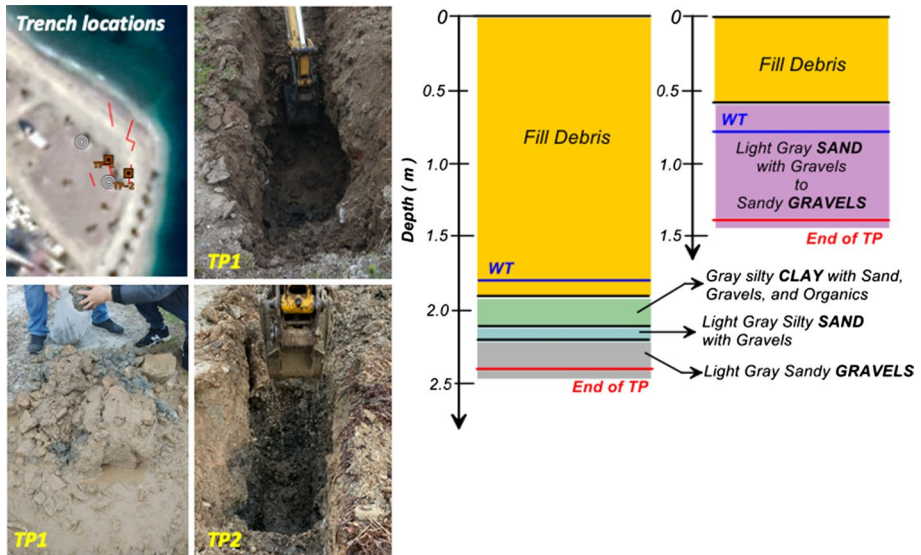 Trench locations
TP-2
TP1
TP1
TP2
Depth ( m )
0
0.5
1.0
1.5
2.0
2.5
Fill Debris
WT
End of TP
Gray silty CLAY with Sand,
Gravels, and Organics
Light Gray Silty SAND
with Gravels
Light Gray Sandy GRAVELS
0
0.5
1.0
1.5
Fill Debris
WT
Light Gray SAND
with Gravels
to
Sandy GRAVELS
End of TP